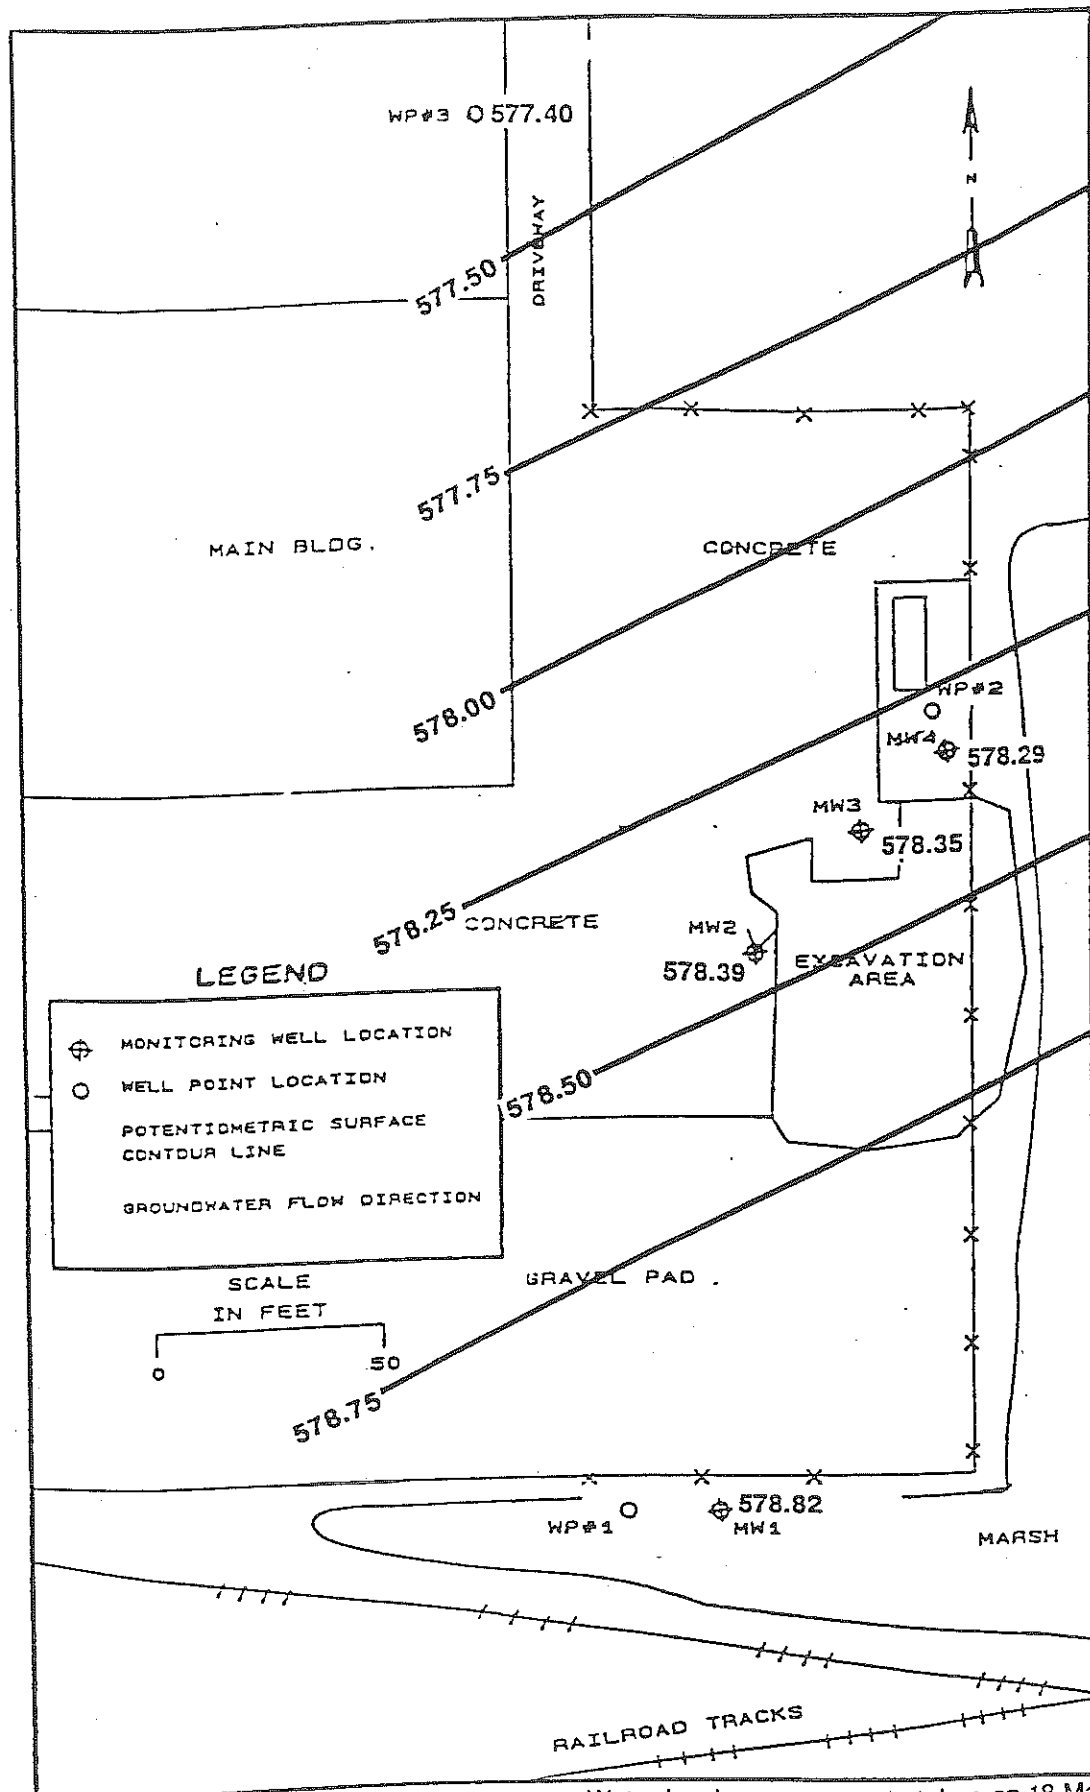 WP#3 577.40
N
DRIVEWAY
577.50
577.75
MAIN BLDG.
CONCRETE
578.00
WP#2
MW4
578.29
MW3
578.35
578.25
CONCRETE
MW2
578.39
EXCAVATION
AREA
LEGEND
MONITORING WELL LOCATION
WELL POINT LOCATION
POTENTIOMETRIC SURFACE
CONTOUR LINE
GROUNDWATER FLOW DIRECTION
578.50
SCALE
IN FEET
0 50
GRAVEL PAD
578.75
WP#1
578.82
MW1
MARSH
RAILROAD TRACKS